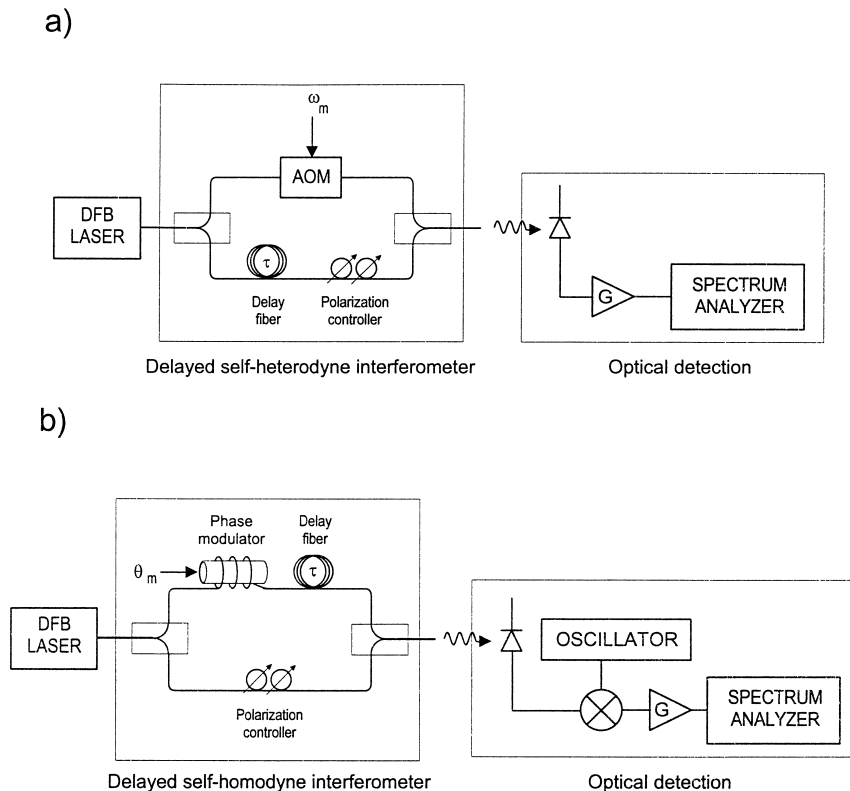 a)
ω m
AOM
DFB
LASER
τ
Delay
fiber
Polarization
controller
G
SPECTRUM
ANALYZER
Delayed self-heterodyne interferometer
Optical detection
b)
Phase
modulator
Delay
fiber
θ m
τ
DFB
LASER
OSCILLATOR
G
SPECTRUM
ANALYZER
Polarization
controller
Delayed self-homodyne interferometer
Optical detection